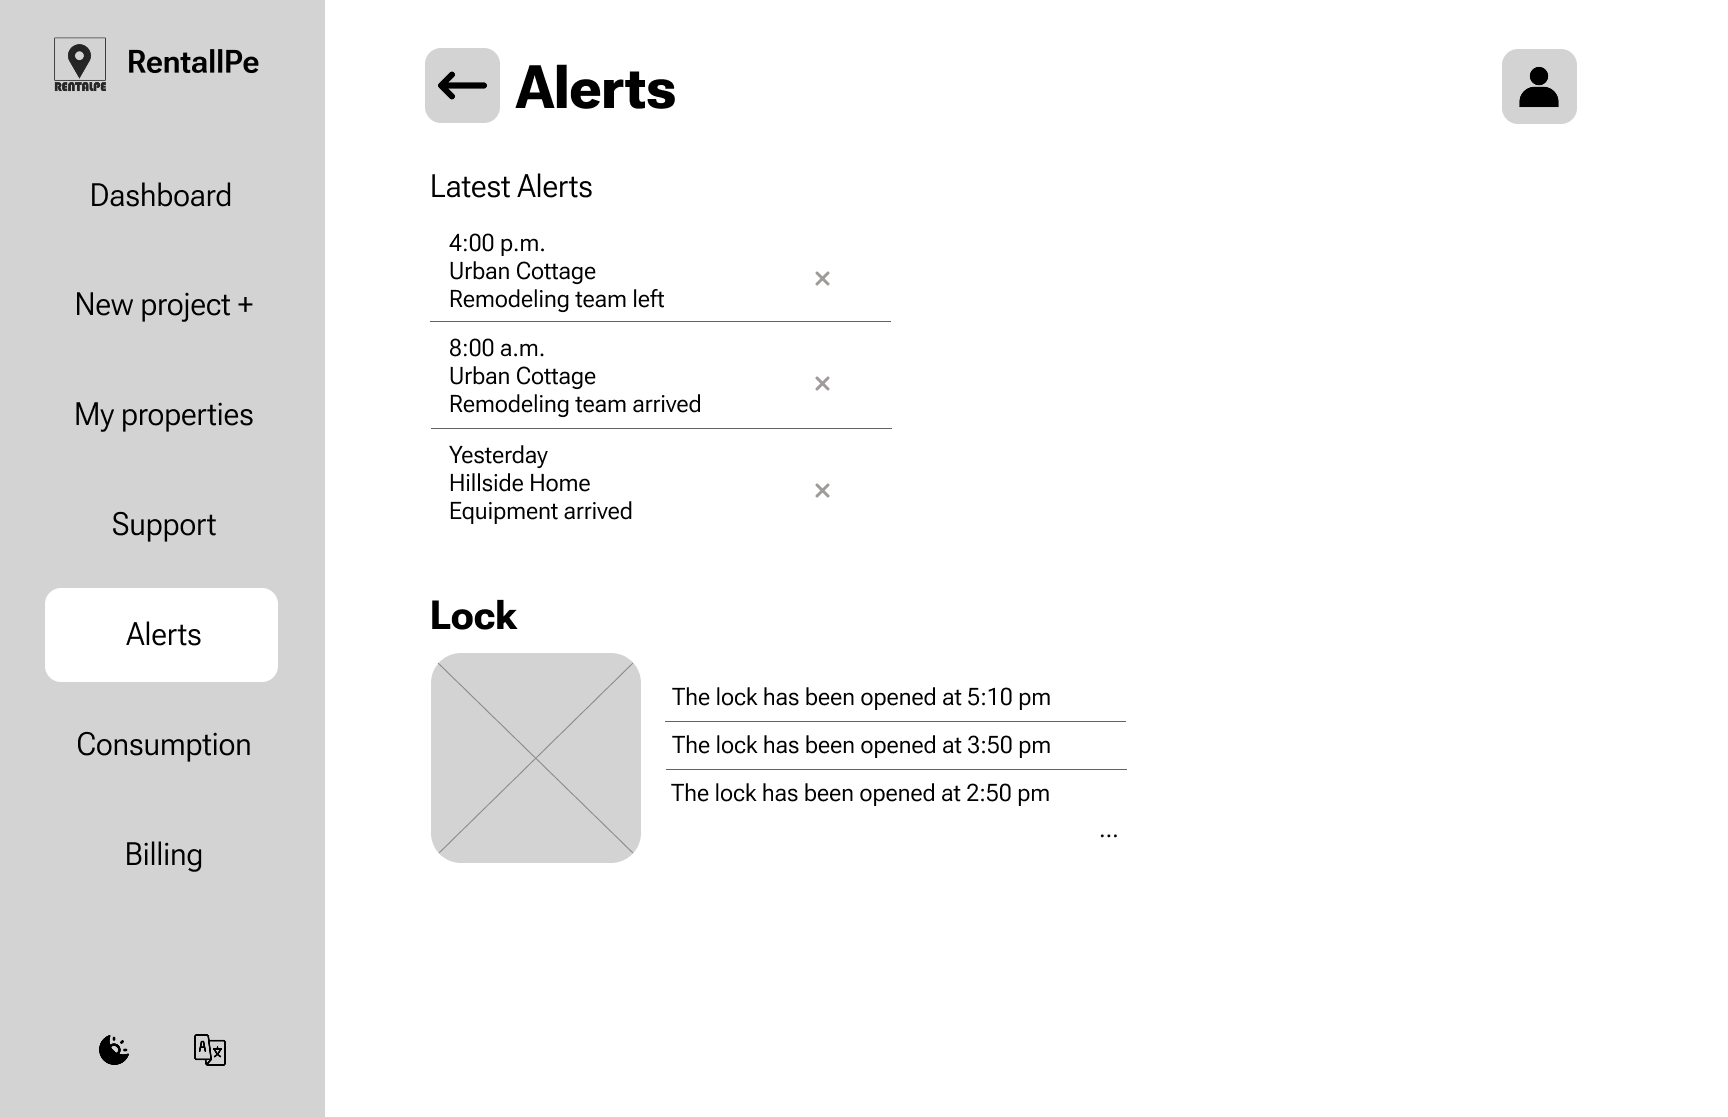 RENTALPE
RentallPe
Dashboard
New project +
My properties
Support
Alerts
Consumption
Billing
A 文
Alerts
Latest Alerts
4:00 p.m.
Urban Cottage
Remodeling team left
×
8:00 a.m.
Urban Cottage
Remodeling team arrived
×
Yesterday
Hillside Home
Equipment arrived
×
Lock
The lock has been opened at 5:10 pm
The lock has been opened at 3:50 pm
The lock has been opened at 2:50 pm
...